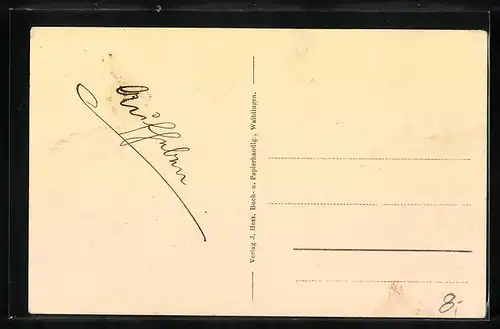 Verlag J. Hess, Buch- u. Papierhandlg., Waiblingen.
8,-